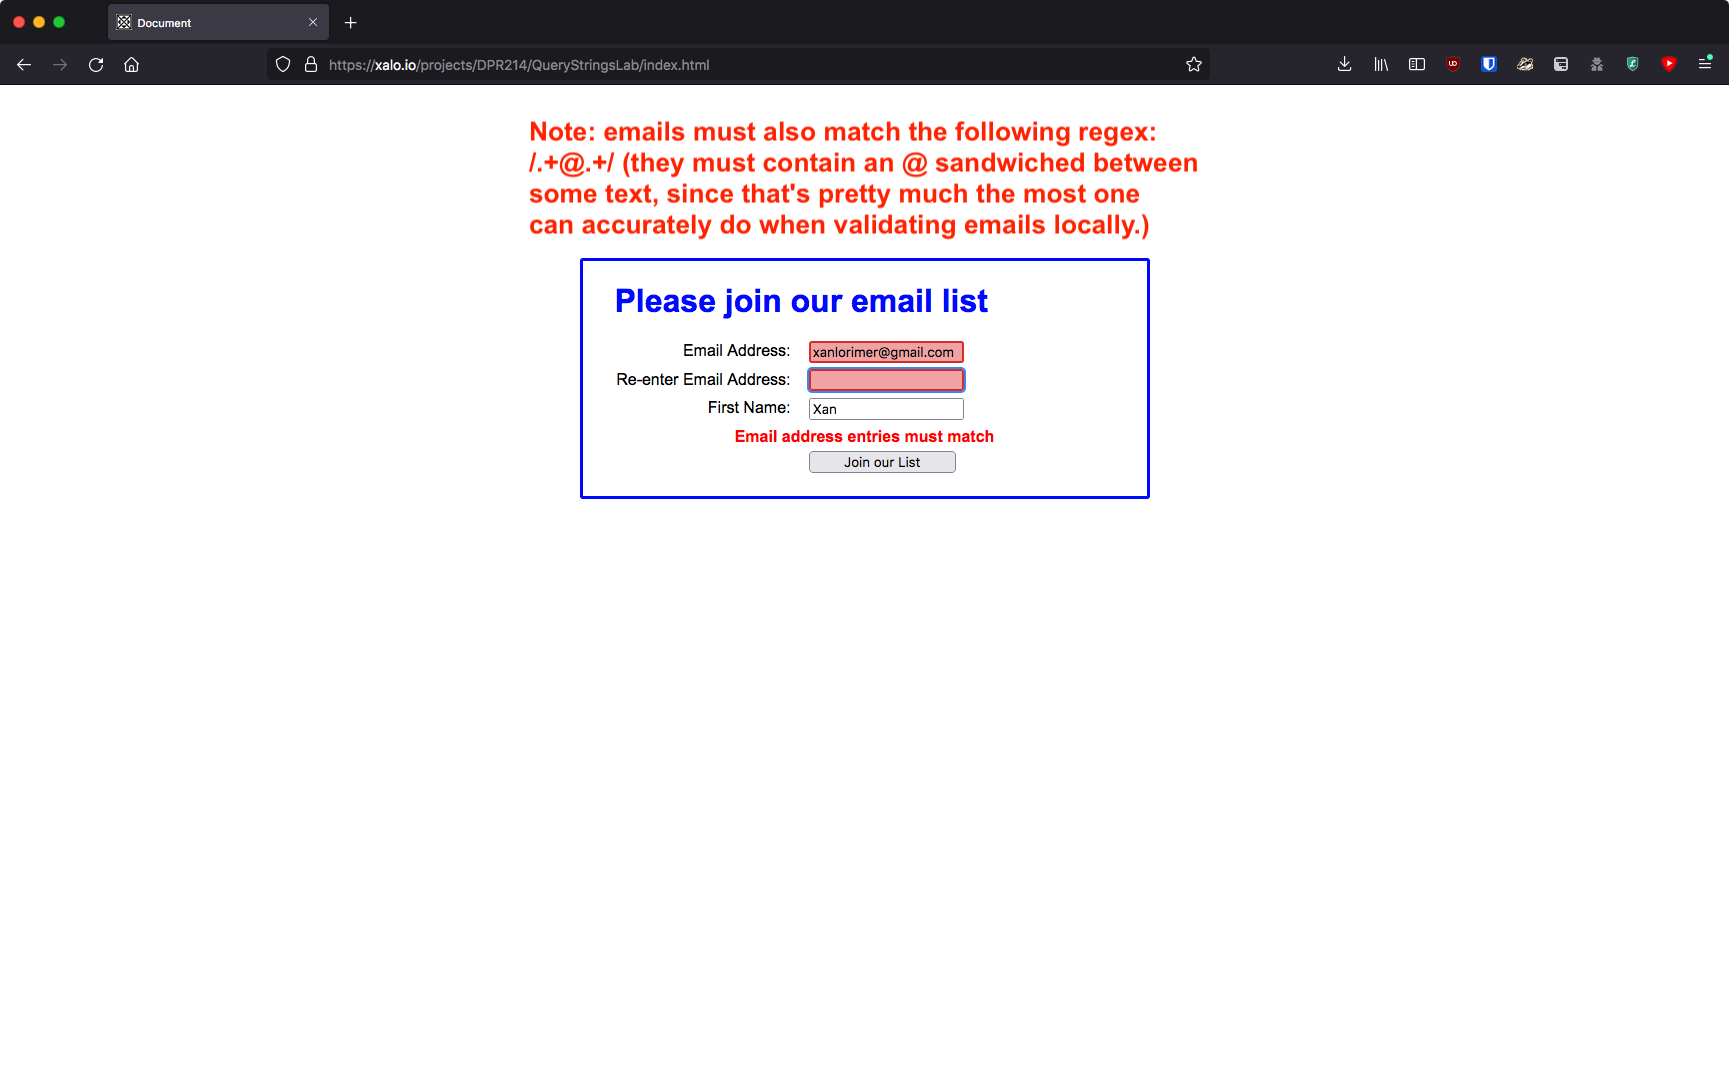 Document
https://xalo.io/projects/DPR214/QueryStringsLab/index.html
Note: emails must also match the following regex:
/.+@.+/ (they must contain an @ sandwiched between
some text, since that's pretty much the most one
can accurately do when validating emails locally.)
Please join our email list
Email Address: xanlorimer@gmail.com
Re-enter Email Address:
First Name: Xan
Email address entries must match
Join our List